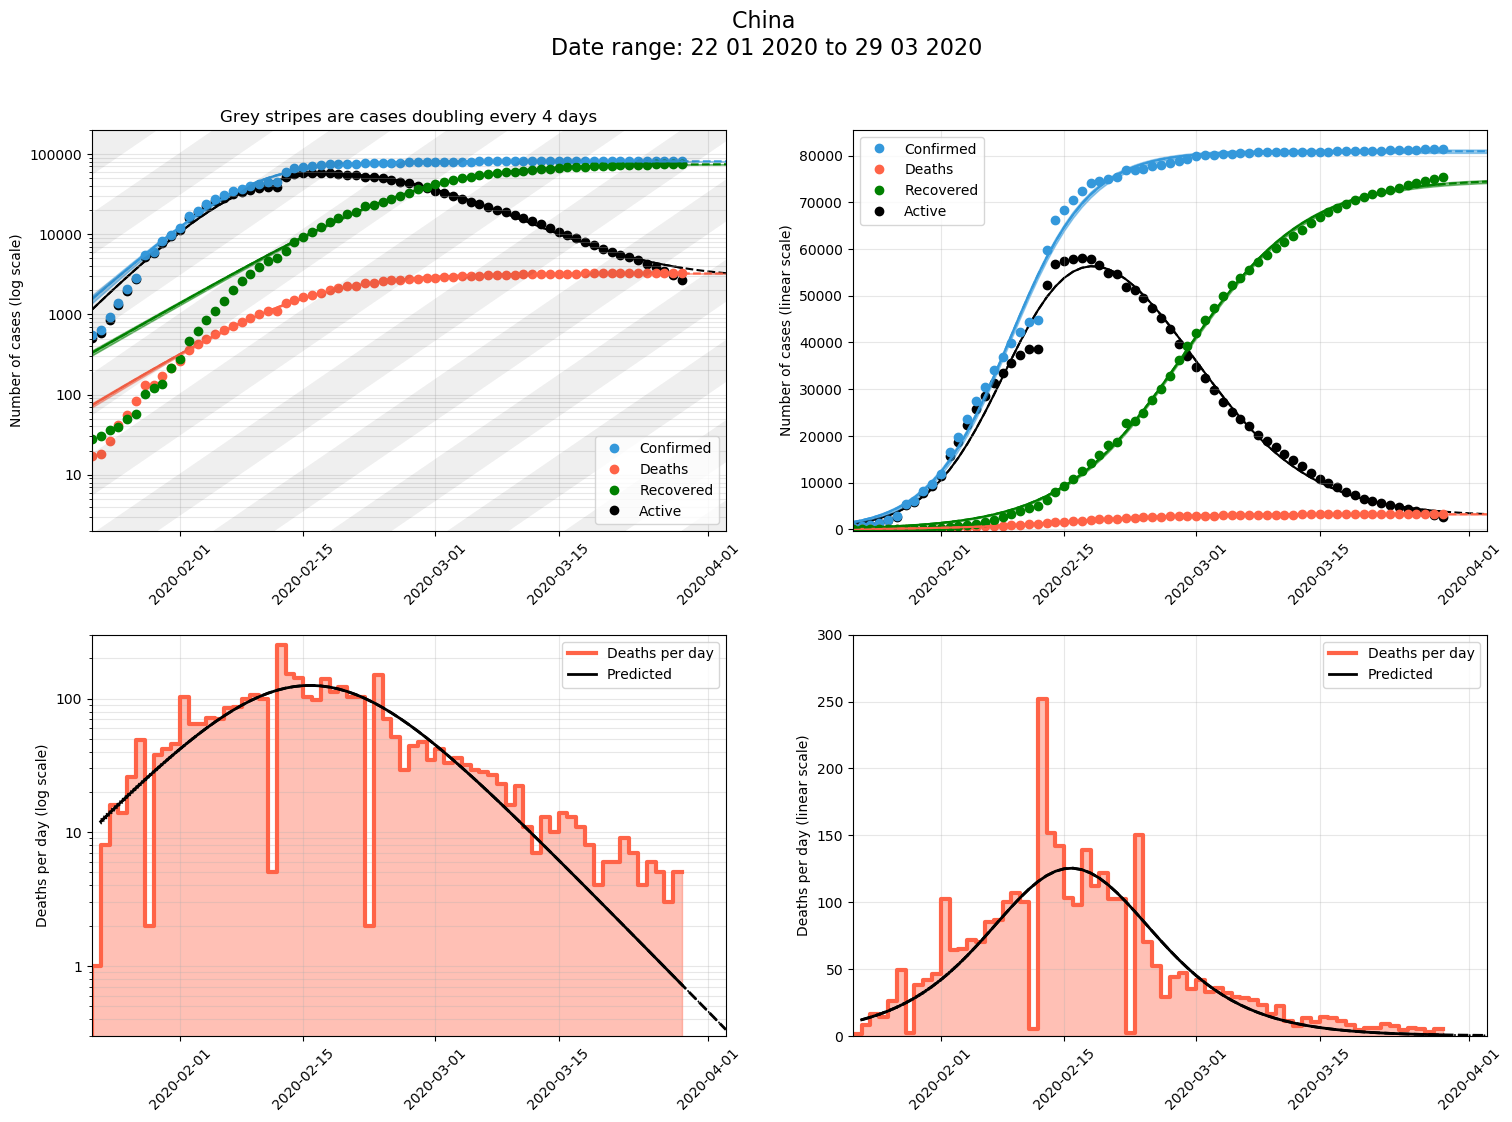 China
Date range: 22 01 2020 to 29 03 2020
Grey stripes are cases doubling every 4 days
Number of cases (log scale)
100000
10000
1000
100
10
Confirmed
Deaths
Recovered
Active
2020-02-01
2020-02-15
2020-03-01
2020-03-15
2020-04-01
Number of cases (linear scale)
80000
70000
60000
50000
40000
30000
20000
10000
0
Confirmed
Deaths
Recovered
Active
2020-02-01
2020-02-15
2020-03-01
2020-03-15
2020-04-01
Deaths per day (log scale)
100
10
1
Deaths per day
Predicted
2020-02-01
2020-02-15
2020-03-01
2020-03-15
2020-04-01
Deaths per day (linear scale)
300
250
200
150
100
50
0
Deaths per day
Predicted
2020-02-01
2020-02-15
2020-03-01
2020-03-15
2020-04-01